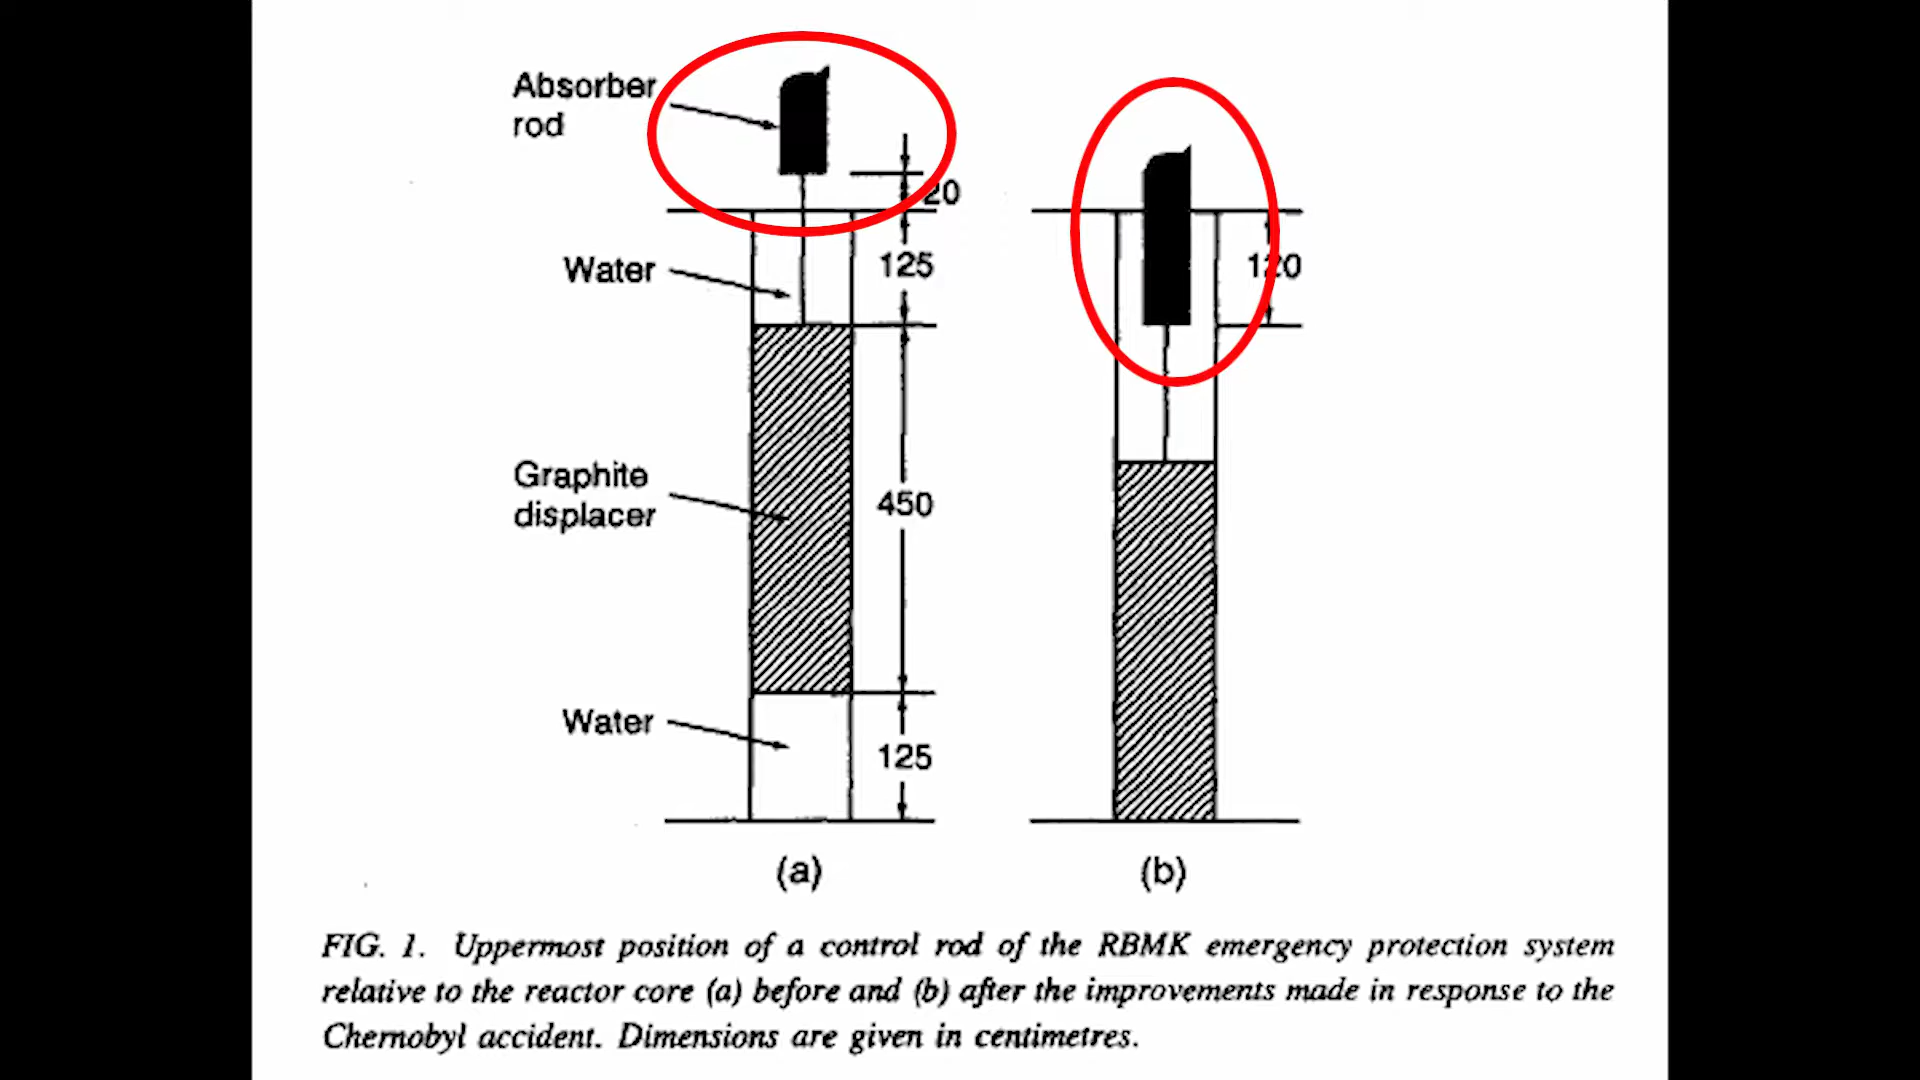 Absorber
rod
20
Water
125
120
Graphite
displacer
450
Water
125
(a)
(b)
FIG. 1. Uppermost position of a control rod of the RBMK emergency protection system
relative to the reactor core (a) before and (b) after the improvements made in response to the
Chernobyl accident. Dimensions are given in centimetres.